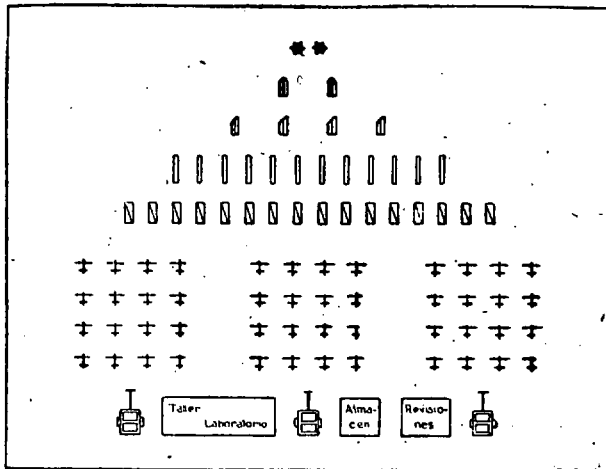 Taller
Laboratorio
Alma-
cen
Revisio-
nes